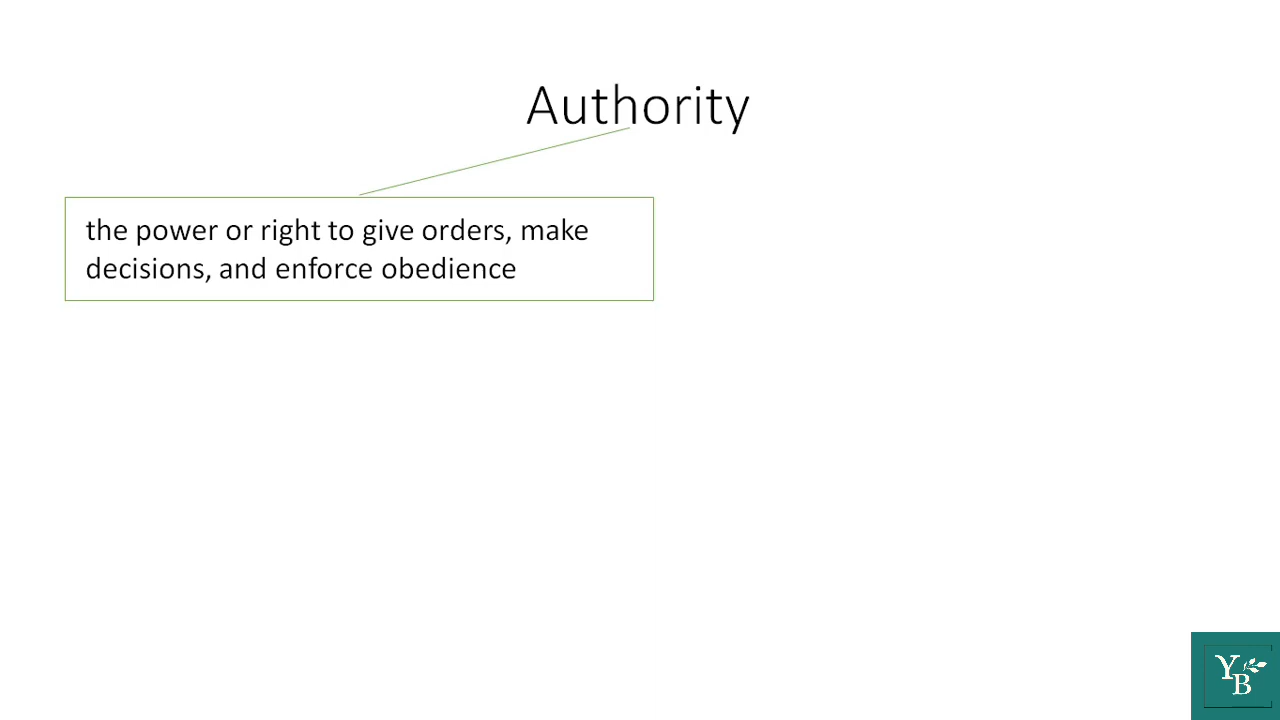 Authority
the power or right to give orders, make
decisions, and enforce obedience
YB